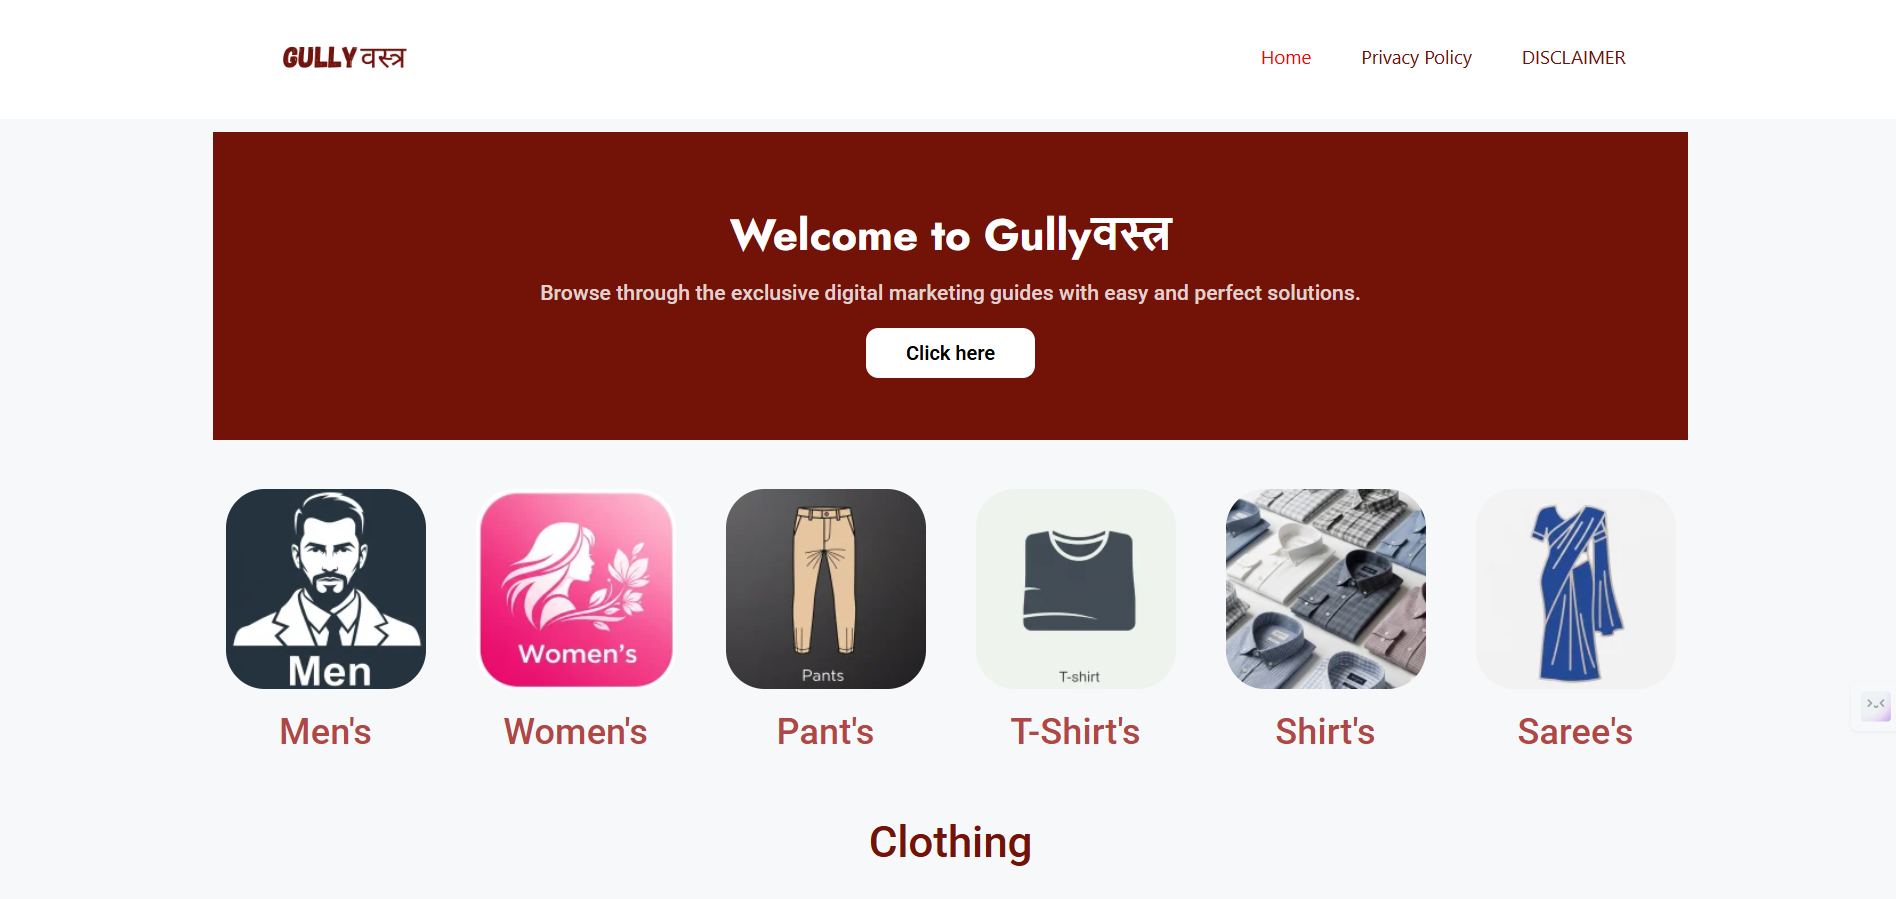 GULLY वस्त्र
Home Privacy Policy DISCLAIMER
Welcome to Gullyवस्त्र
Browse through the exclusive digital marketing guides with easy and perfect solutions.
Click here
Men
Women's
Pants
T-shirt
Men's
Women's
Pant's
T-Shirt's
Shirt's
Saree's
Clothing